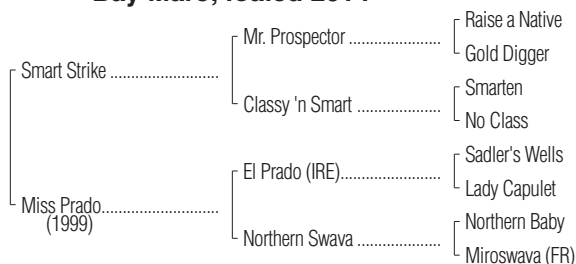 Bay Mare; foaled
Raise a Native
Mr. Prospector
Gold Digger
Smart Strike
Smarten
Classy 'n Smart
No Class
Sadler's Wells
El Prado (IRE)
Lady Capulet
Miss Prado
(1999)
Northern Baby
Northern Swava
Miroswava (FR)